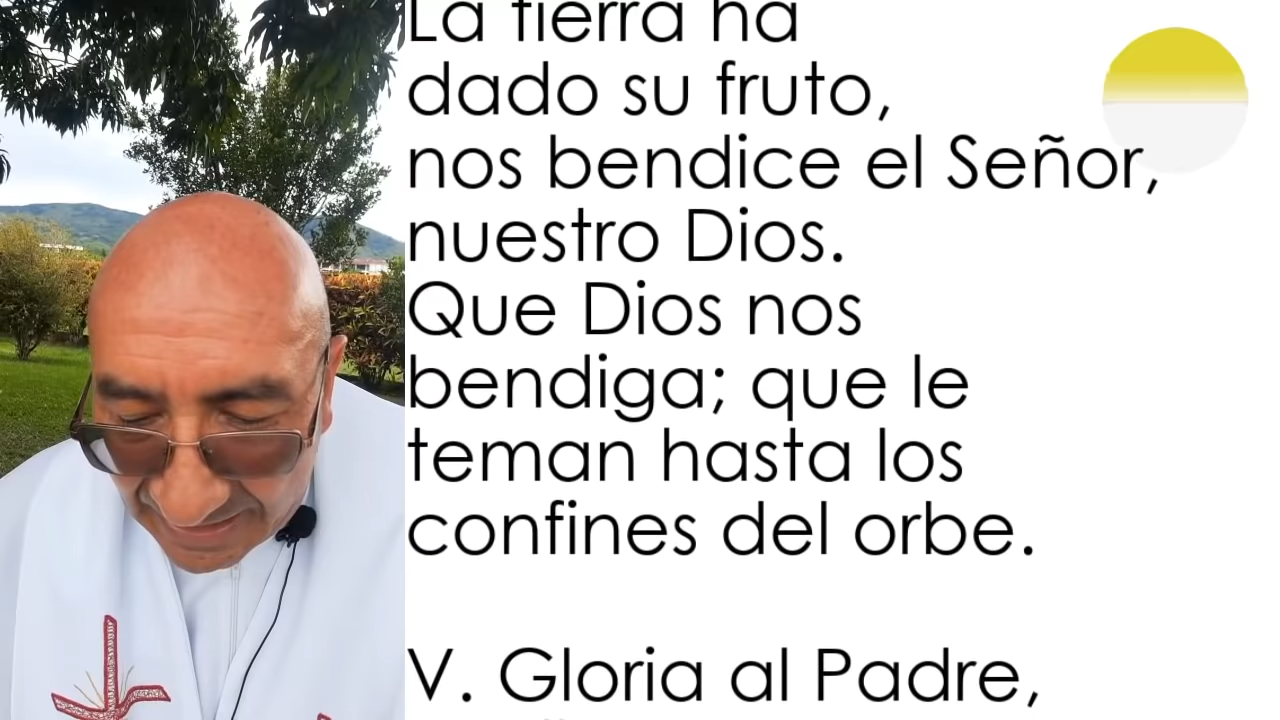 La tierra ha
dado su fruto,
nos bendice el Señor,
nuestro Dios.
Que Dios nos
bendiga; que le
teman hasta los
confines del orbe.
V. Gloria al Padre,